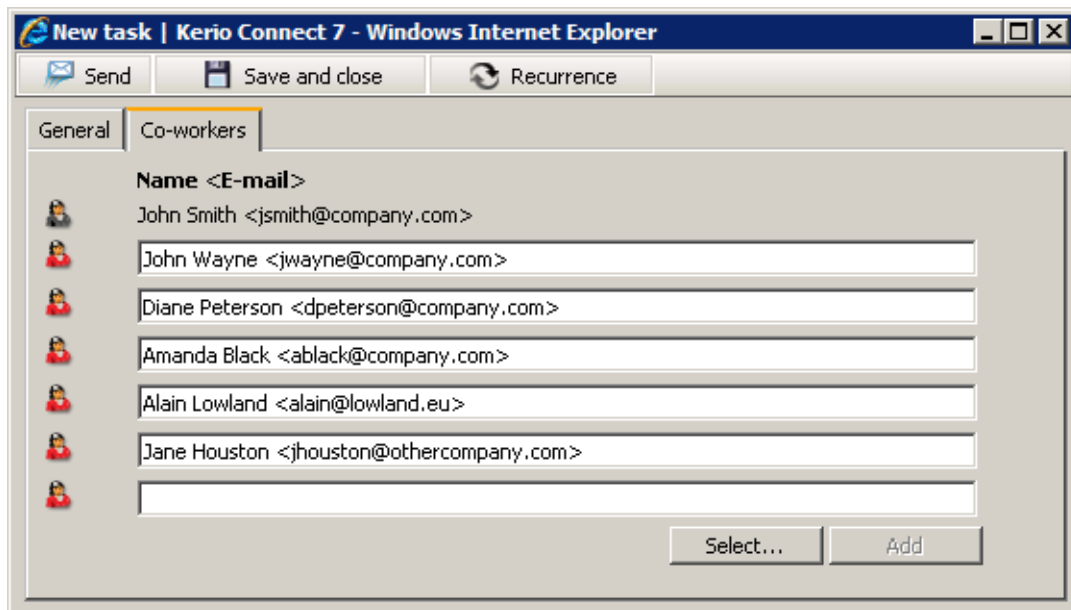 New task | Kerio Connect 7 - Windows Internet Explorer
Send Save and close Recurrence
General Co-workers
Name <E-mail>
John Smith <jsmith@company.com>
John Wayne <jwayne@company.com>
Diane Peterson <dpeterson@company.com>
Amanda Black <ablack@company.com>
Alain Lowland <alain@lowland.eu>
Jane Houston <jhouston@othercompany.com>
Select... Add